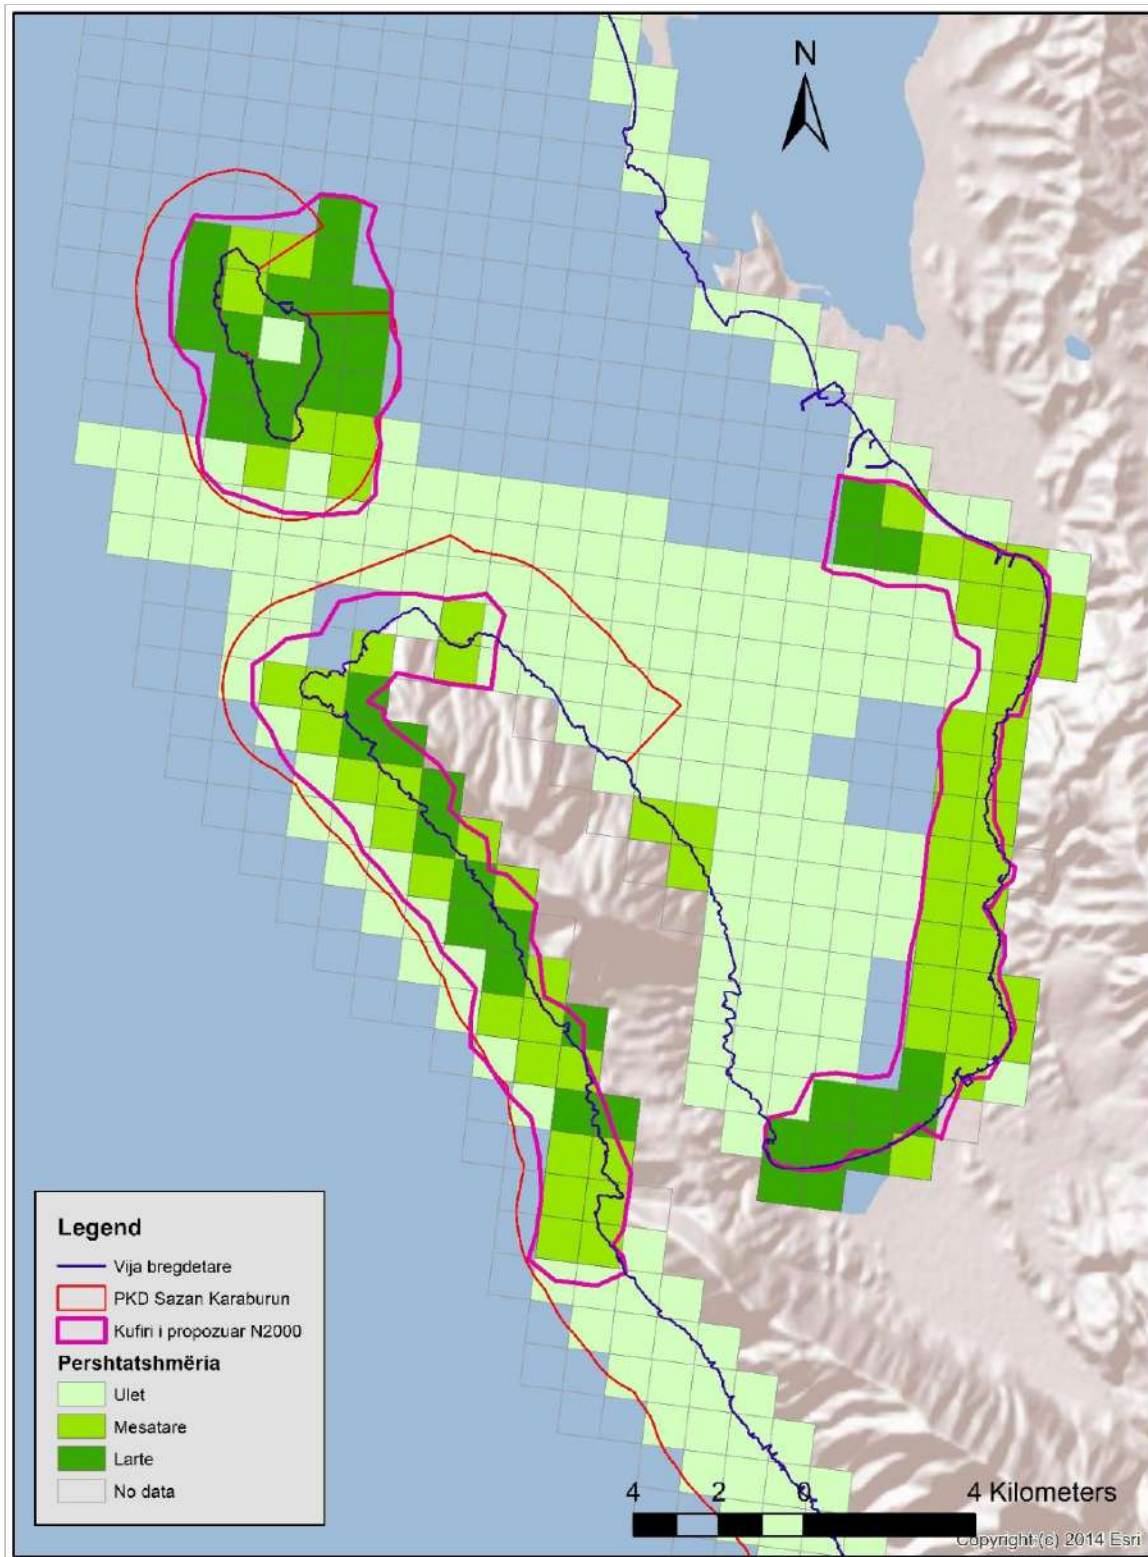 N
Legend
Vija bregdetare
PKD Sazan Karaburun
Kufiri i propozuar N2000
Pershtatshmëria
Ulet
Mesatare
Larte
No data
4 2 0 4 Kilometers
Copyright:(c) 2014 Esri